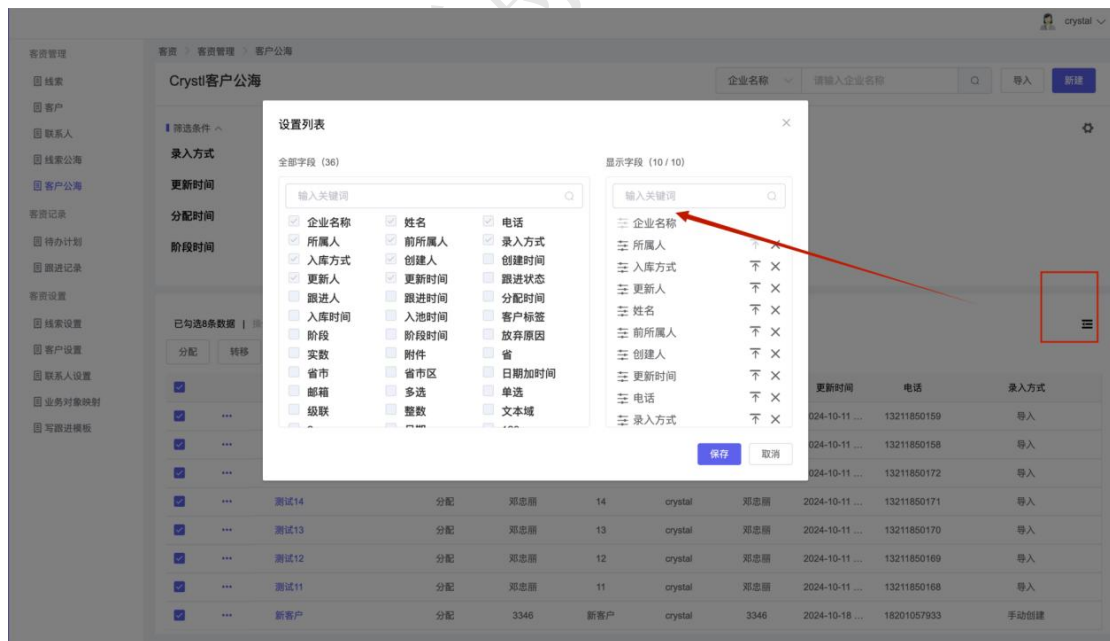 crystal
客资管理
线索
客户
联系人
线索公海
客户公海
客资记录
待办计划
跟进记录
客资设置
线索设置
客户设置
联系人设置
业务对象映射
写跟进模板
客资 > 客资管理 > 客户公海
Crystl客户公海
企业名称 请输入企业名称 导入 新建
筛选条件
录入方式
更新时间
分配时间
阶段时间
设置列表
全部字段（36） 显示字段（10 / 10）
输入关键词 输入关键词
企业名称 姓名 电话
所属人 前所属人 录入方式
入库方式 创建人 创建时间
更新人 更新时间 跟进状态
跟进人 跟进时间 分配时间
入库时间 入池时间 客户标签
阶段 阶段时间 放弃原因
实数 附件 省
省市 省市区 日期加时间
邮箱 多选 单选
级联 整数 文本域
企业名称
所属人
入库方式
更新人
姓名
前所属人
创建人
更新时间
电话
录入方式
保存 取消
已勾选8条数据 |
分配 转移
更新时间 电话 录入方式
024-10-11 ... 13211850159 导入
024-10-11 ... 13211850158 导入
024-10-11 ... 13211850172 导入
测试14 分配 邓忠丽 14 crystal 邓忠丽 2024-10-11 ... 13211850171 导入
测试13 分配 邓忠丽 13 crystal 邓忠丽 2024-10-11 ... 13211850170 导入
测试12 分配 邓忠丽 12 crystal 邓忠丽 2024-10-11 ... 13211850169 导入
测试11 分配 邓忠丽 11 crystal 邓忠丽 2024-10-11 ... 13211850168 导入
新客户 分配 3346 新客户 crystal 3346 2024-10-18 ... 18201057933 手动创建